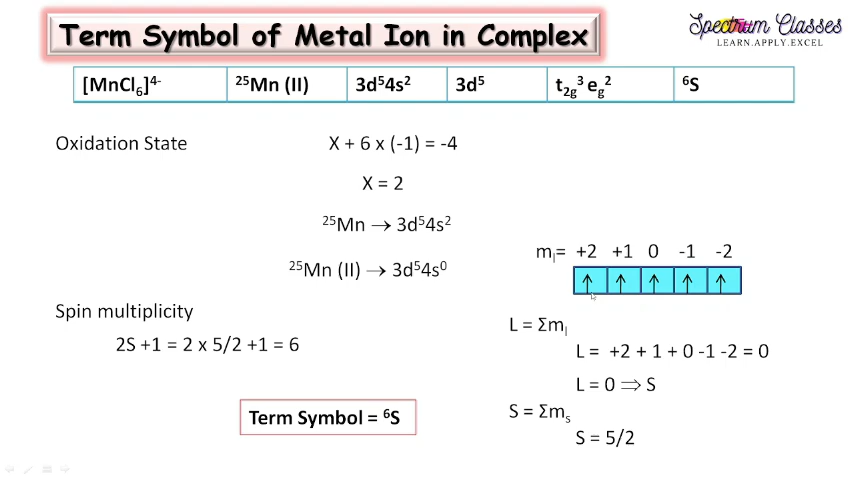 Term Symbol of Metal Ion in Complex
Spectrum Classes
LEARN.APPLY.EXCEL
[MnCl₆]⁴⁻ ²⁵Mn (II) 3d⁵4s² 3d⁵ t₂g³ eg² ⁶S
Oxidation State X + 6 x (-1) = -4
X = 2
²⁵Mn → 3d⁵4s²
²⁵Mn (II) → 3d⁵4s⁰
mₗ= +2 +1 0 -1 -2
↑ ↑ ↑ ↑ ↑
Spin multiplicity
2S +1 = 2 x 5/2 +1 = 6
L = Σmₗ
L = +2 + 1 + 0 -1 -2 = 0
L = 0 ⟹ S
S = Σmₛ
S = 5/2
Term Symbol = ⁶S